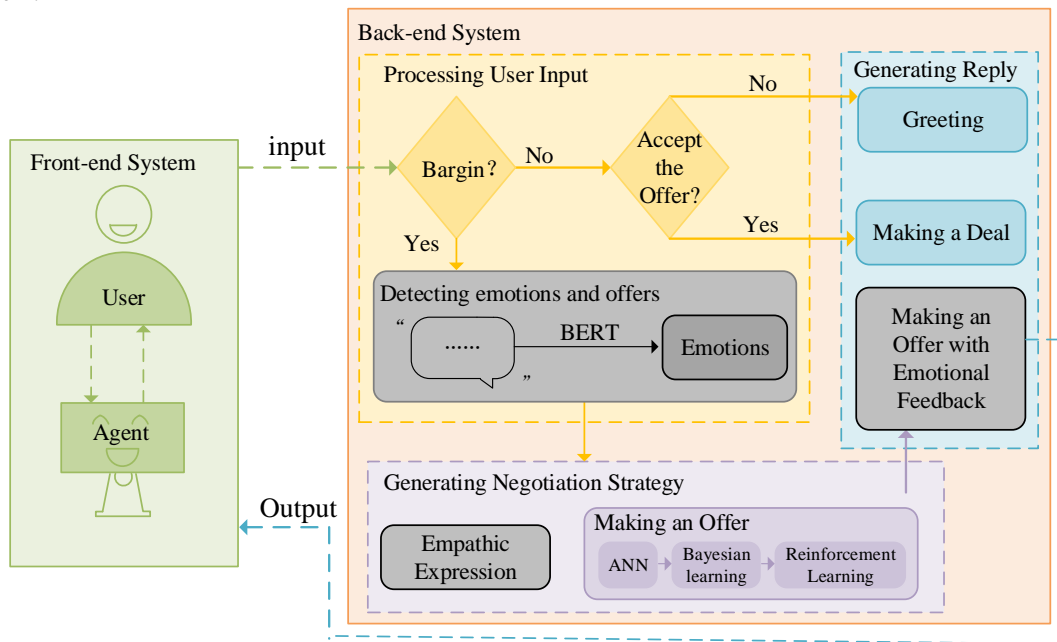 Back-end System
Processing User Input
Generating Reply
No
Greeting
input
Front-end System
Bargin?
No
Accept
the
Offer?
Yes
Yes
Making a Deal
User
Detecting emotions and offers
“
......
”
BERT
Emotions
Making an
Offer with
Emotional
Feedback
Agent
Generating Negotiation Strategy
Output
Empathic
Expression
Making an Offer
ANN
Bayesian
learning
Reinforcement
Learning